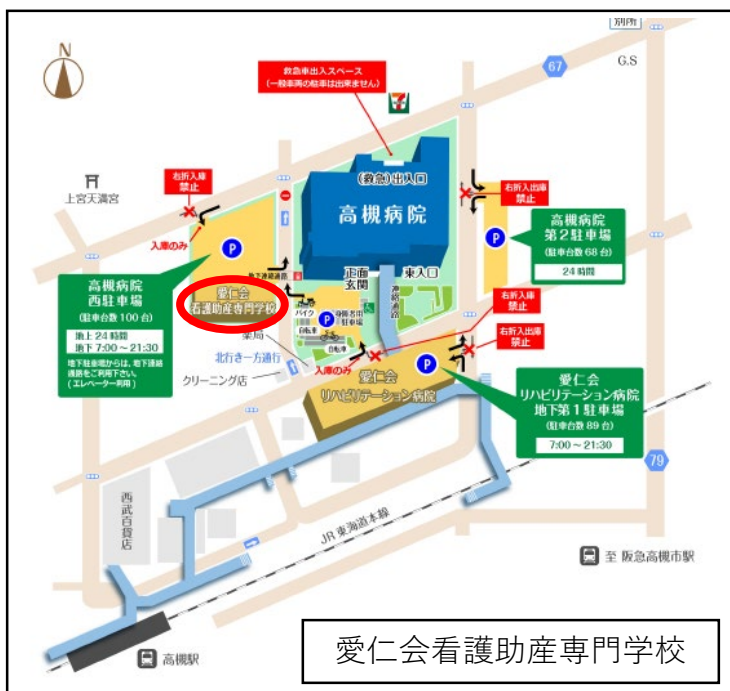 別所
N
67
G.S
救急車出入スペース
(一般車両の駐車は出来ません)
上宮天満宮
右折入庫
禁止
入庫のみ
(救急)出入口
高槻病院
右折入出庫
禁止
P
高槻病院
第2駐車場
(駐車台数 68 台)
24 時間
高槻病院
西駐車場
(駐車台数 100 台)
地上 24 時間
地下 7:00 ～ 21:30
地下駐車場からは、地下連絡
通路をご利用下さい。
(エレベーター利用)
P
地下連絡通路
愛仁会
看護助産専門学校
正面
玄関
東入口
連絡通路
バイク
P
身障者用
駐車場
自転車
自転車
薬局
北行き一方通行
クリーニング店
入庫のみ
右折入庫
禁止
右折入出庫
禁止
P
愛仁会
リハビリテーション病院
愛仁会
リハビリテーション病院
地下第1駐車場
(駐車台数 89 台)
7:00 ～ 21:30
79
西武百貨店
JR 東海道本線
至 阪急高槻市駅
高槻駅
愛仁会看護助産専門学校